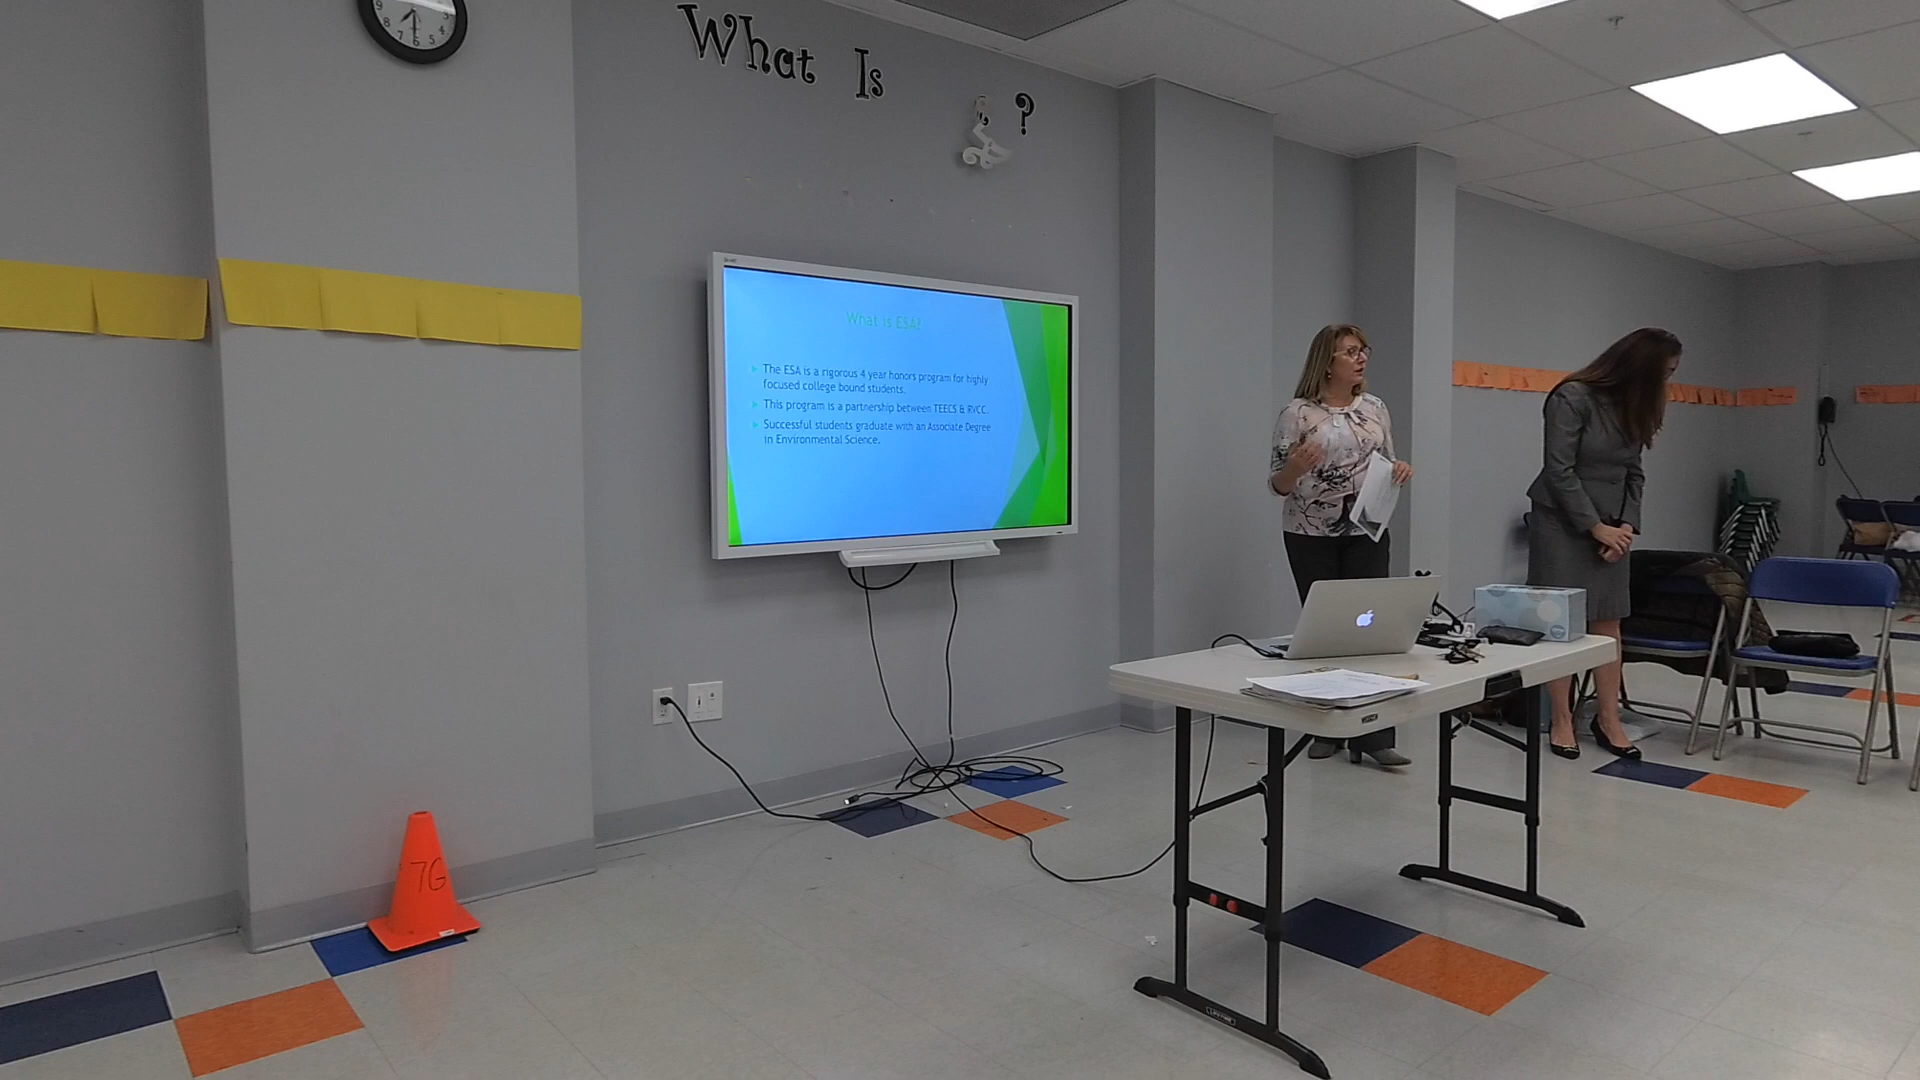 What Is ?
What is ESA?
The ESA is a rigorous 4 year honors program for highly
focused college bound students.
This program is a partnership between TEECS & RVCC.
Successful students graduate with an Associate Degree
in Environmental Science.
7G
LIFETIME